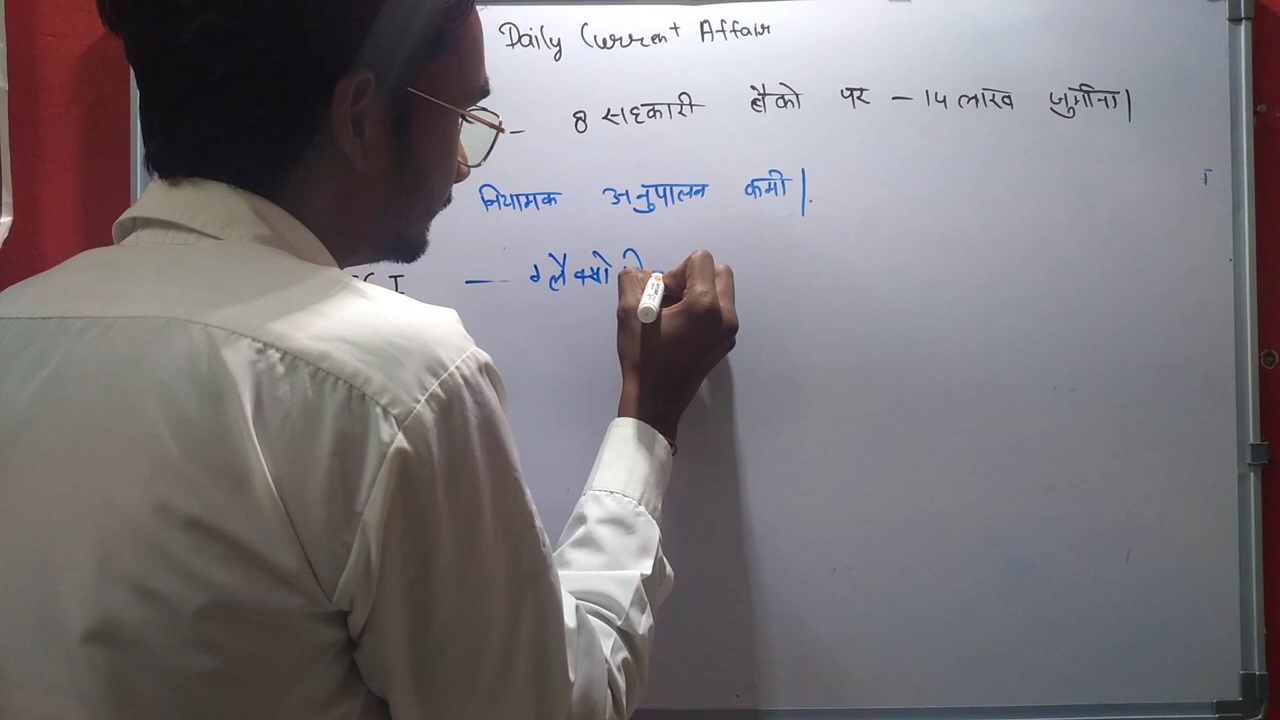 Daily Current Affair
– 8 सहकारी बैंको पर – 14 लाख जुर्माना|
नियामक अनुपालन कमी|.
I — ग्लैक्सो